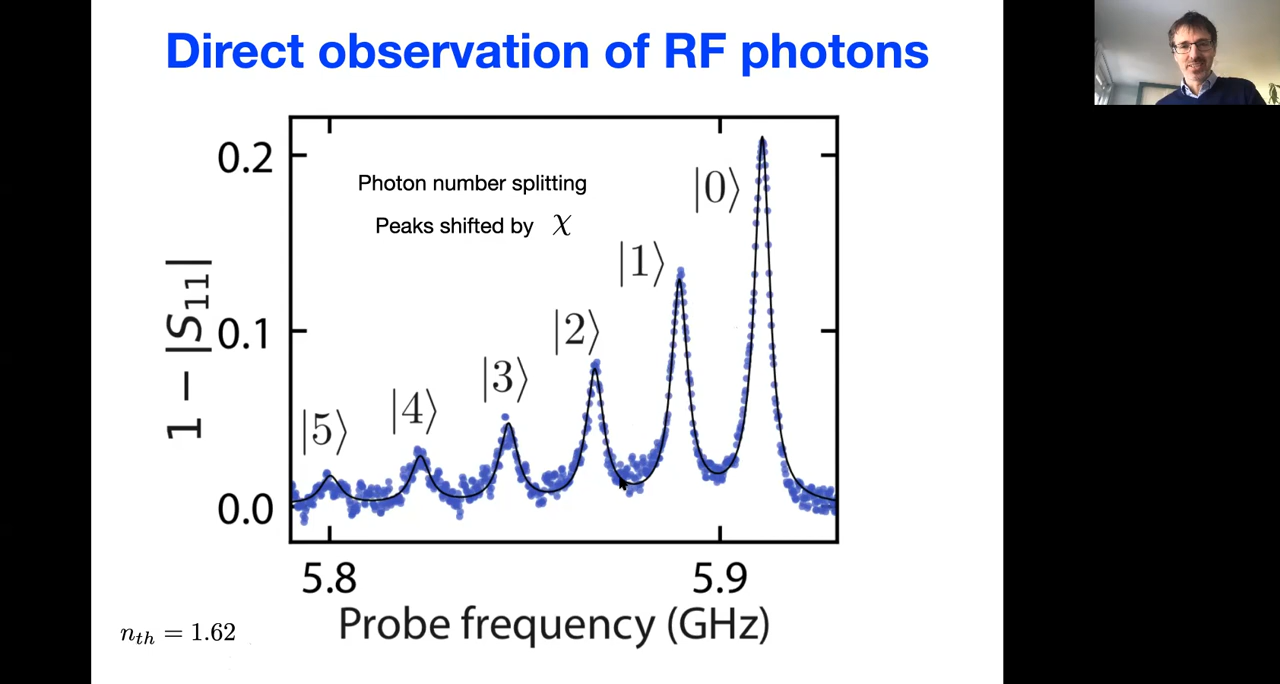 Direct observation of RF photons
Photon number splitting
Peaks shifted by χ
|0⟩
|1⟩
|2⟩
|3⟩
|4⟩
|5⟩
0.2
0.1
0.0
1 − |S₁₁|
5.8
5.9
Probe frequency (GHz)
nₜₕ = 1.62